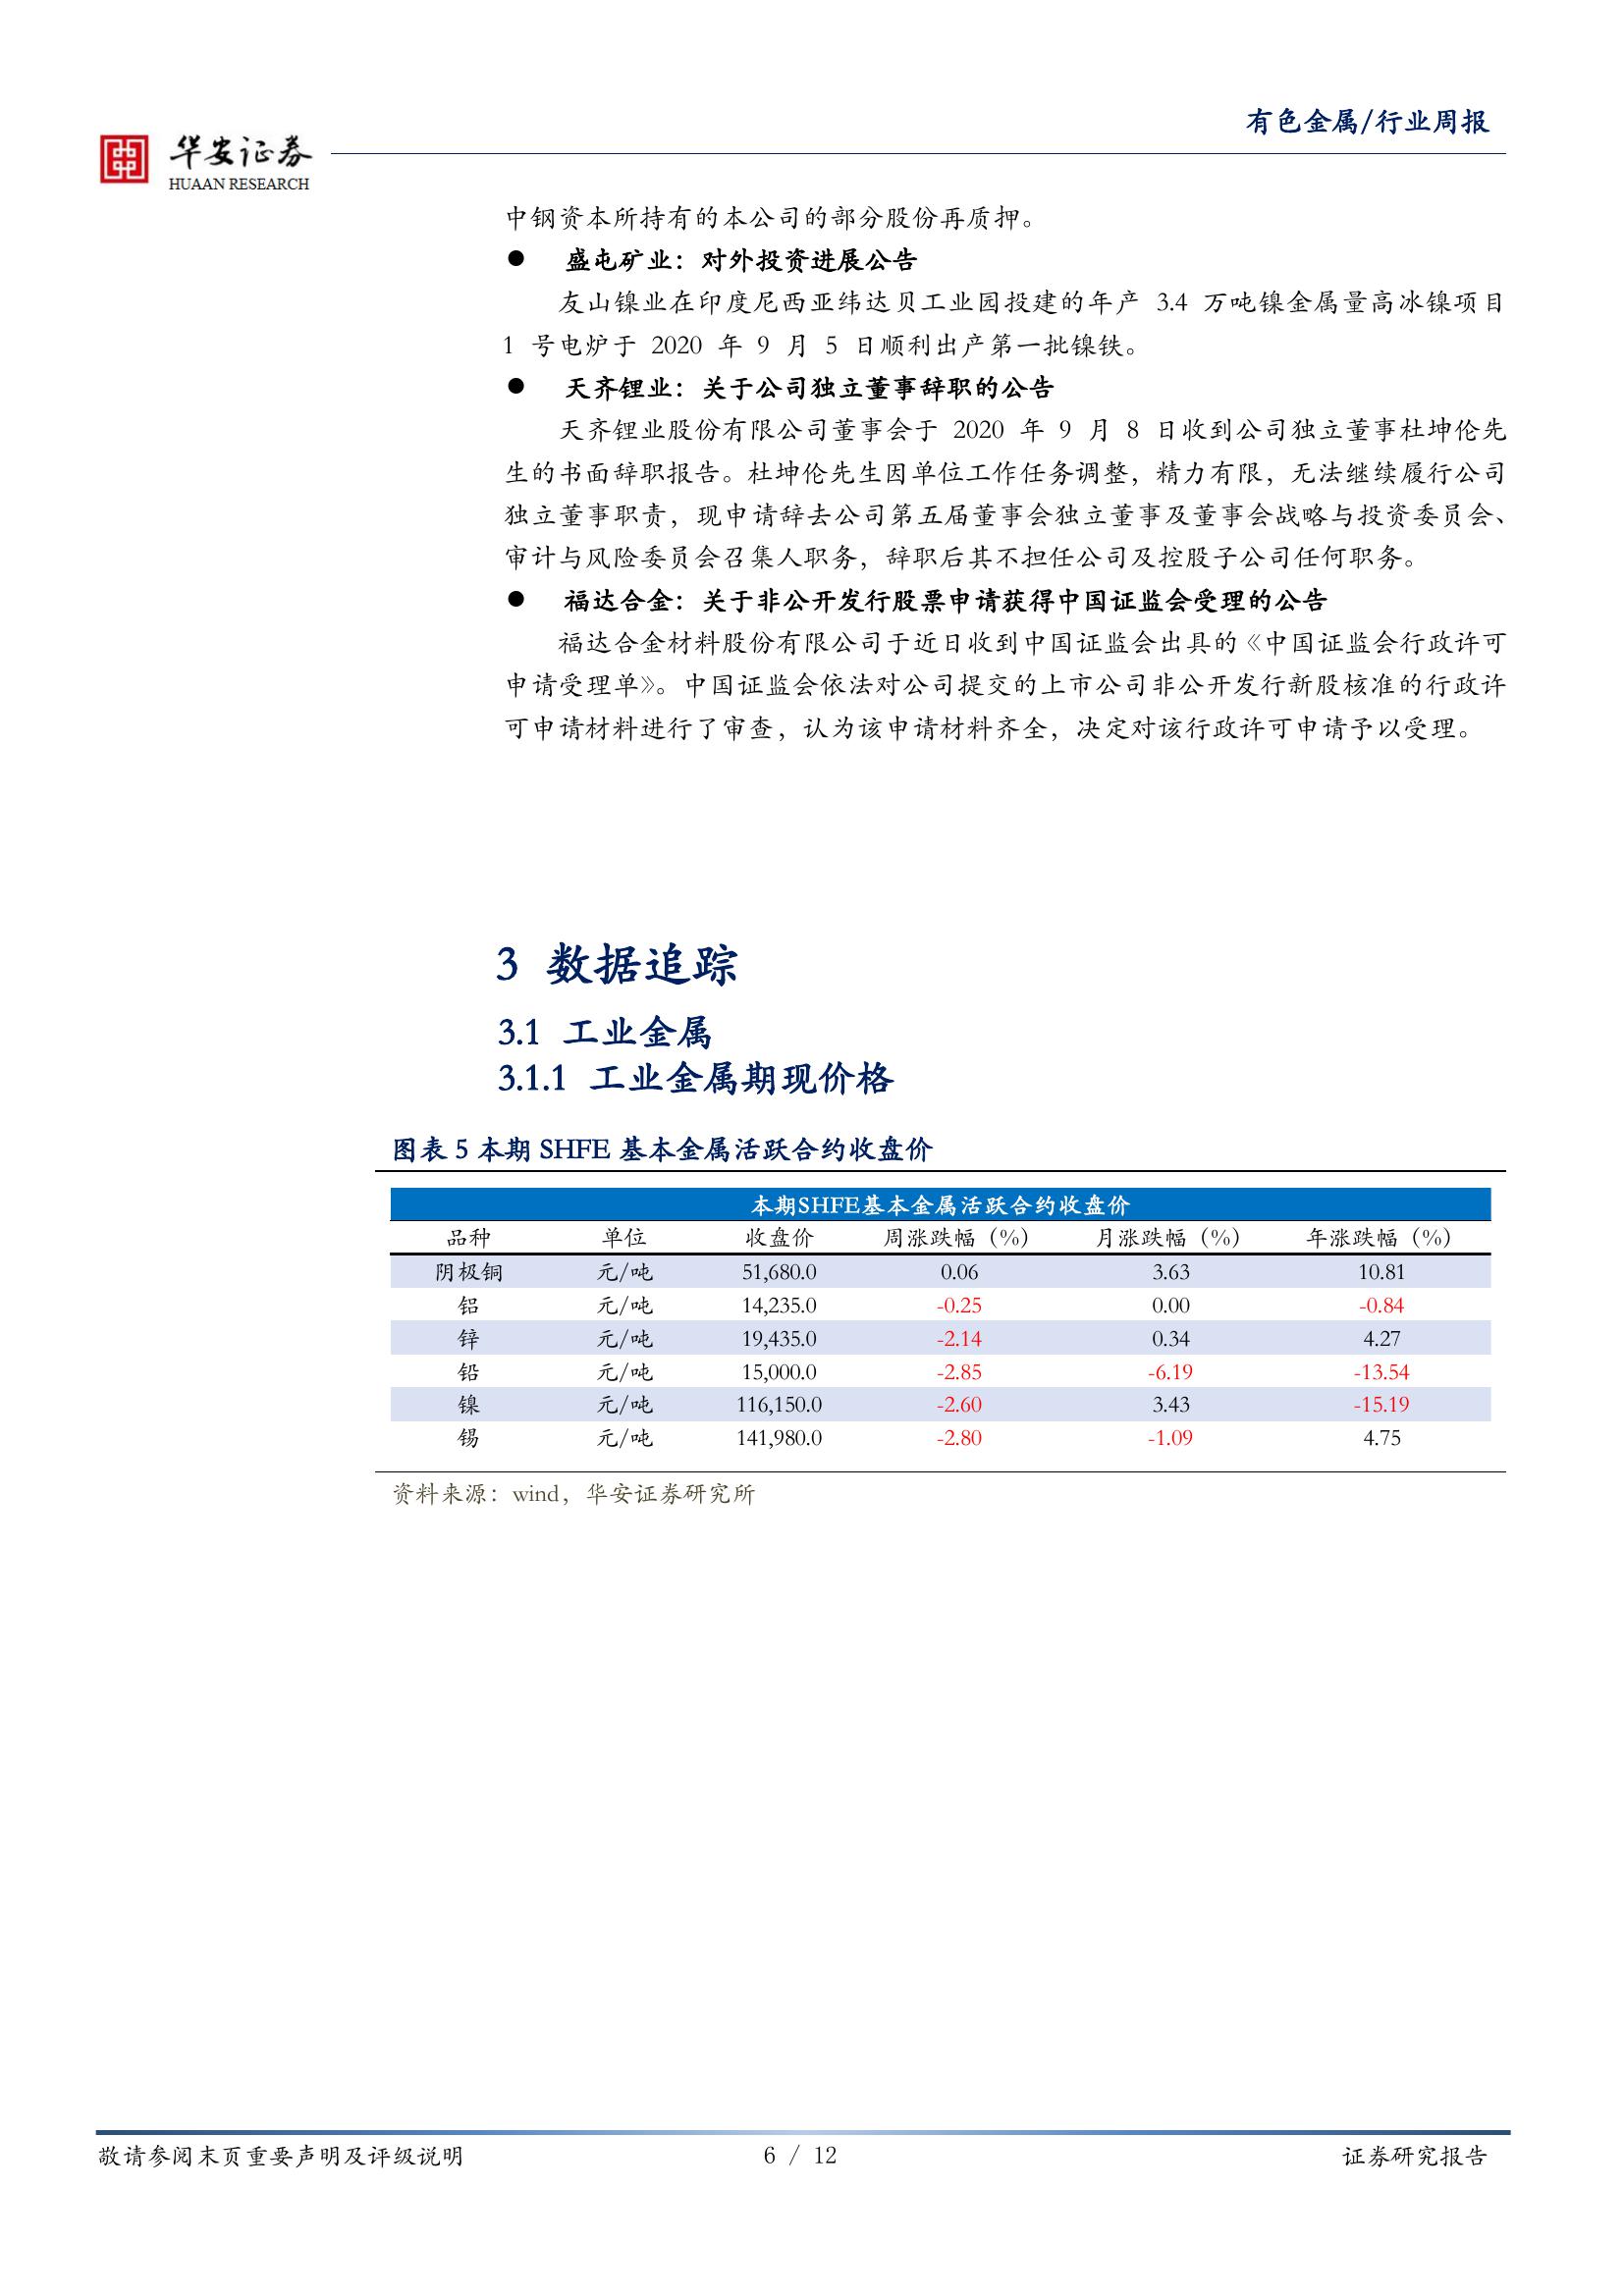 有色金属/行业周报
华安证券
HUAAN RESEARCH
中钢资本所持有的本公司的部分股份再质押。
● 盛屯矿业：对外投资进展公告
友山镍业在印度尼西亚纬达贝工业园投建的年产 3.4 万吨镍金属量高冰镍项目
1 号电炉于 2020 年 9 月 5 日顺利出产第一批镍铁。
● 天齐锂业：关于公司独立董事辞职的公告
天齐锂业股份有限公司董事会于 2020 年 9 月 8 日收到公司独立董事杜坤伦先
生的书面辞职报告。杜坤伦先生因单位工作任务调整，精力有限，无法继续履行公司
独立董事职责，现申请辞去公司第五届董事会独立董事及董事会战略与投资委员会、
审计与风险委员会召集人职务，辞职后其不担任公司及控股子公司任何职务。
● 福达合金：关于非公开发行股票申请获得中国证监会受理的公告
福达合金材料股份有限公司于近日收到中国证监会出具的《中国证监会行政许可
申请受理单》。中国证监会依法对公司提交的上市公司非公开发行新股核准的行政许
可申请材料进行了审查，认为该申请材料齐全，决定对该行政许可申请予以受理。
3 数据追踪
3.1 工业金属
3.1.1 工业金属期现价格
图表 5 本期 SHFE 基本金属活跃合约收盘价
本期SHFE基本金属活跃合约收盘价
品种 单位 收盘价 周涨跌幅（%） 月涨跌幅（%） 年涨跌幅（%）
阴极铜 元/吨 51,680.0 0.06 3.63 10.81
铝 元/吨 14,235.0 -0.25 0.00 -0.84
锌 元/吨 19,435.0 -2.14 0.34 4.27
铅 元/吨 15,000.0 -2.85 -6.19 -13.54
镍 元/吨 116,150.0 -2.60 3.43 -15.19
锡 元/吨 141,980.0 -2.80 -1.09 4.75
资料来源：wind，华安证券研究所
敬请参阅末页重要声明及评级说明 6 / 12 证券研究报告